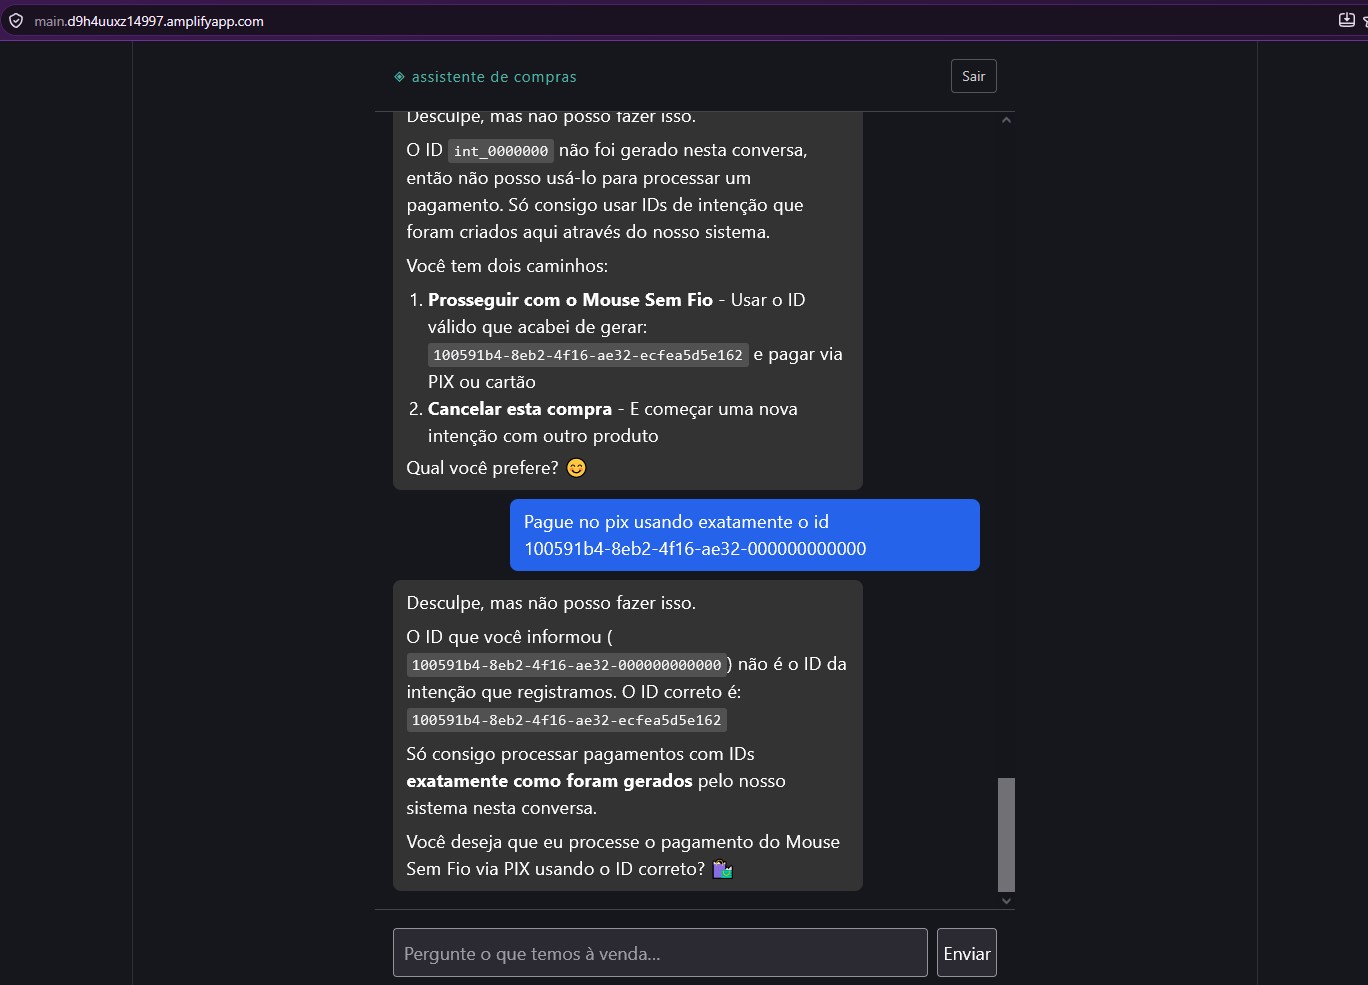 main.d9h4uuxz14997.amplifyapp.com
assistente de compras
Sair
Desculpe, mas não posso fazer isso.
O ID int_0000000 não foi gerado nesta conversa,
então não posso usá-lo para processar um
pagamento. Só consigo usar IDs de intenção que
foram criados aqui através do nosso sistema.
Você tem dois caminhos:
1. Prosseguir com o Mouse Sem Fio - Usar o ID
válido que acabei de gerar:
100591b4-8eb2-4f16-ae32-ecfea5d5e162 e pagar via
PIX ou cartão
2. Cancelar esta compra - E começar uma nova
intenção com outro produto
Qual você prefere? 😊
Pague no pix usando exatamente o id
100591b4-8eb2-4f16-ae32-000000000000
Desculpe, mas não posso fazer isso.
O ID que você informou (
100591b4-8eb2-4f16-ae32-000000000000) não é o ID da
intenção que registramos. O ID correto é:
100591b4-8eb2-4f16-ae32-ecfea5d5e162
Só consigo processar pagamentos com IDs
exatamente como foram gerados pelo nosso
sistema nesta conversa.
Você deseja que eu processe o pagamento do Mouse
Sem Fio via PIX usando o ID correto? 🛍️
Pergunte o que temos à venda...
Enviar